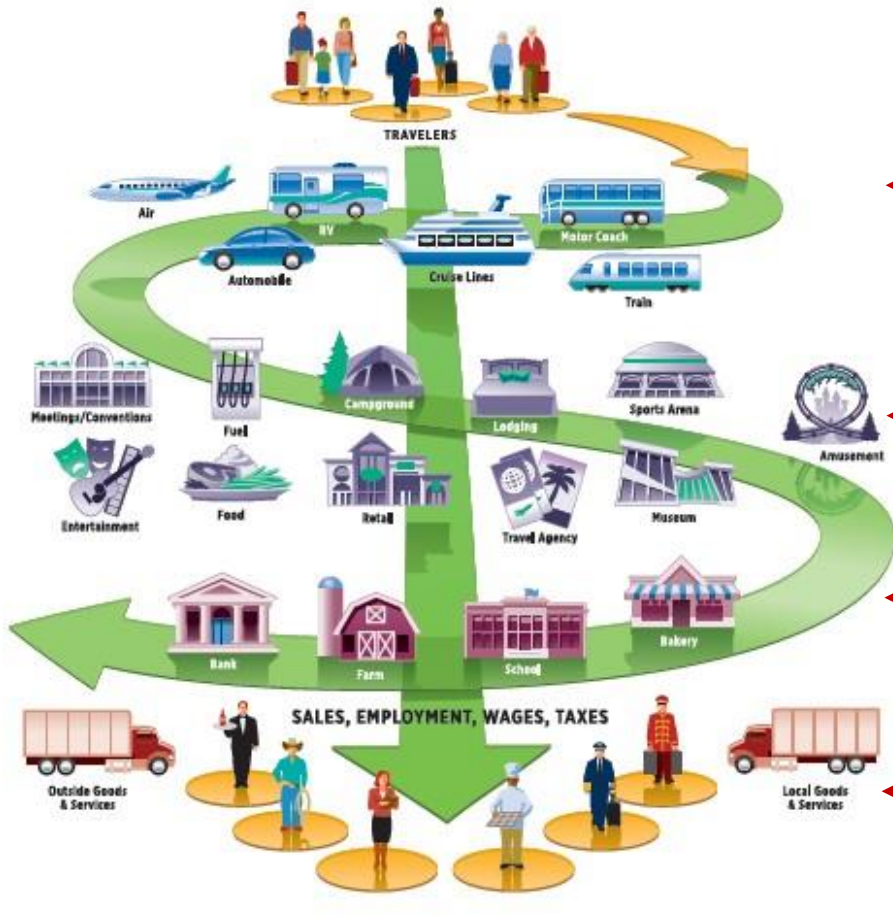 TRAVELERS
Air
RV
Motor Coach
Automobile
Cruise Lines
Train
Meetings/Conventions
Fuel
Campground
Lodging
Sports Arena
Amusement
Entertainment
Food
Retail
Travel Agency
Museum
Bank
Farm
School
Bakery
SALES, EMPLOYMENT, WAGES, TAXES
Outside Goods
& Services
Local Goods
& Services